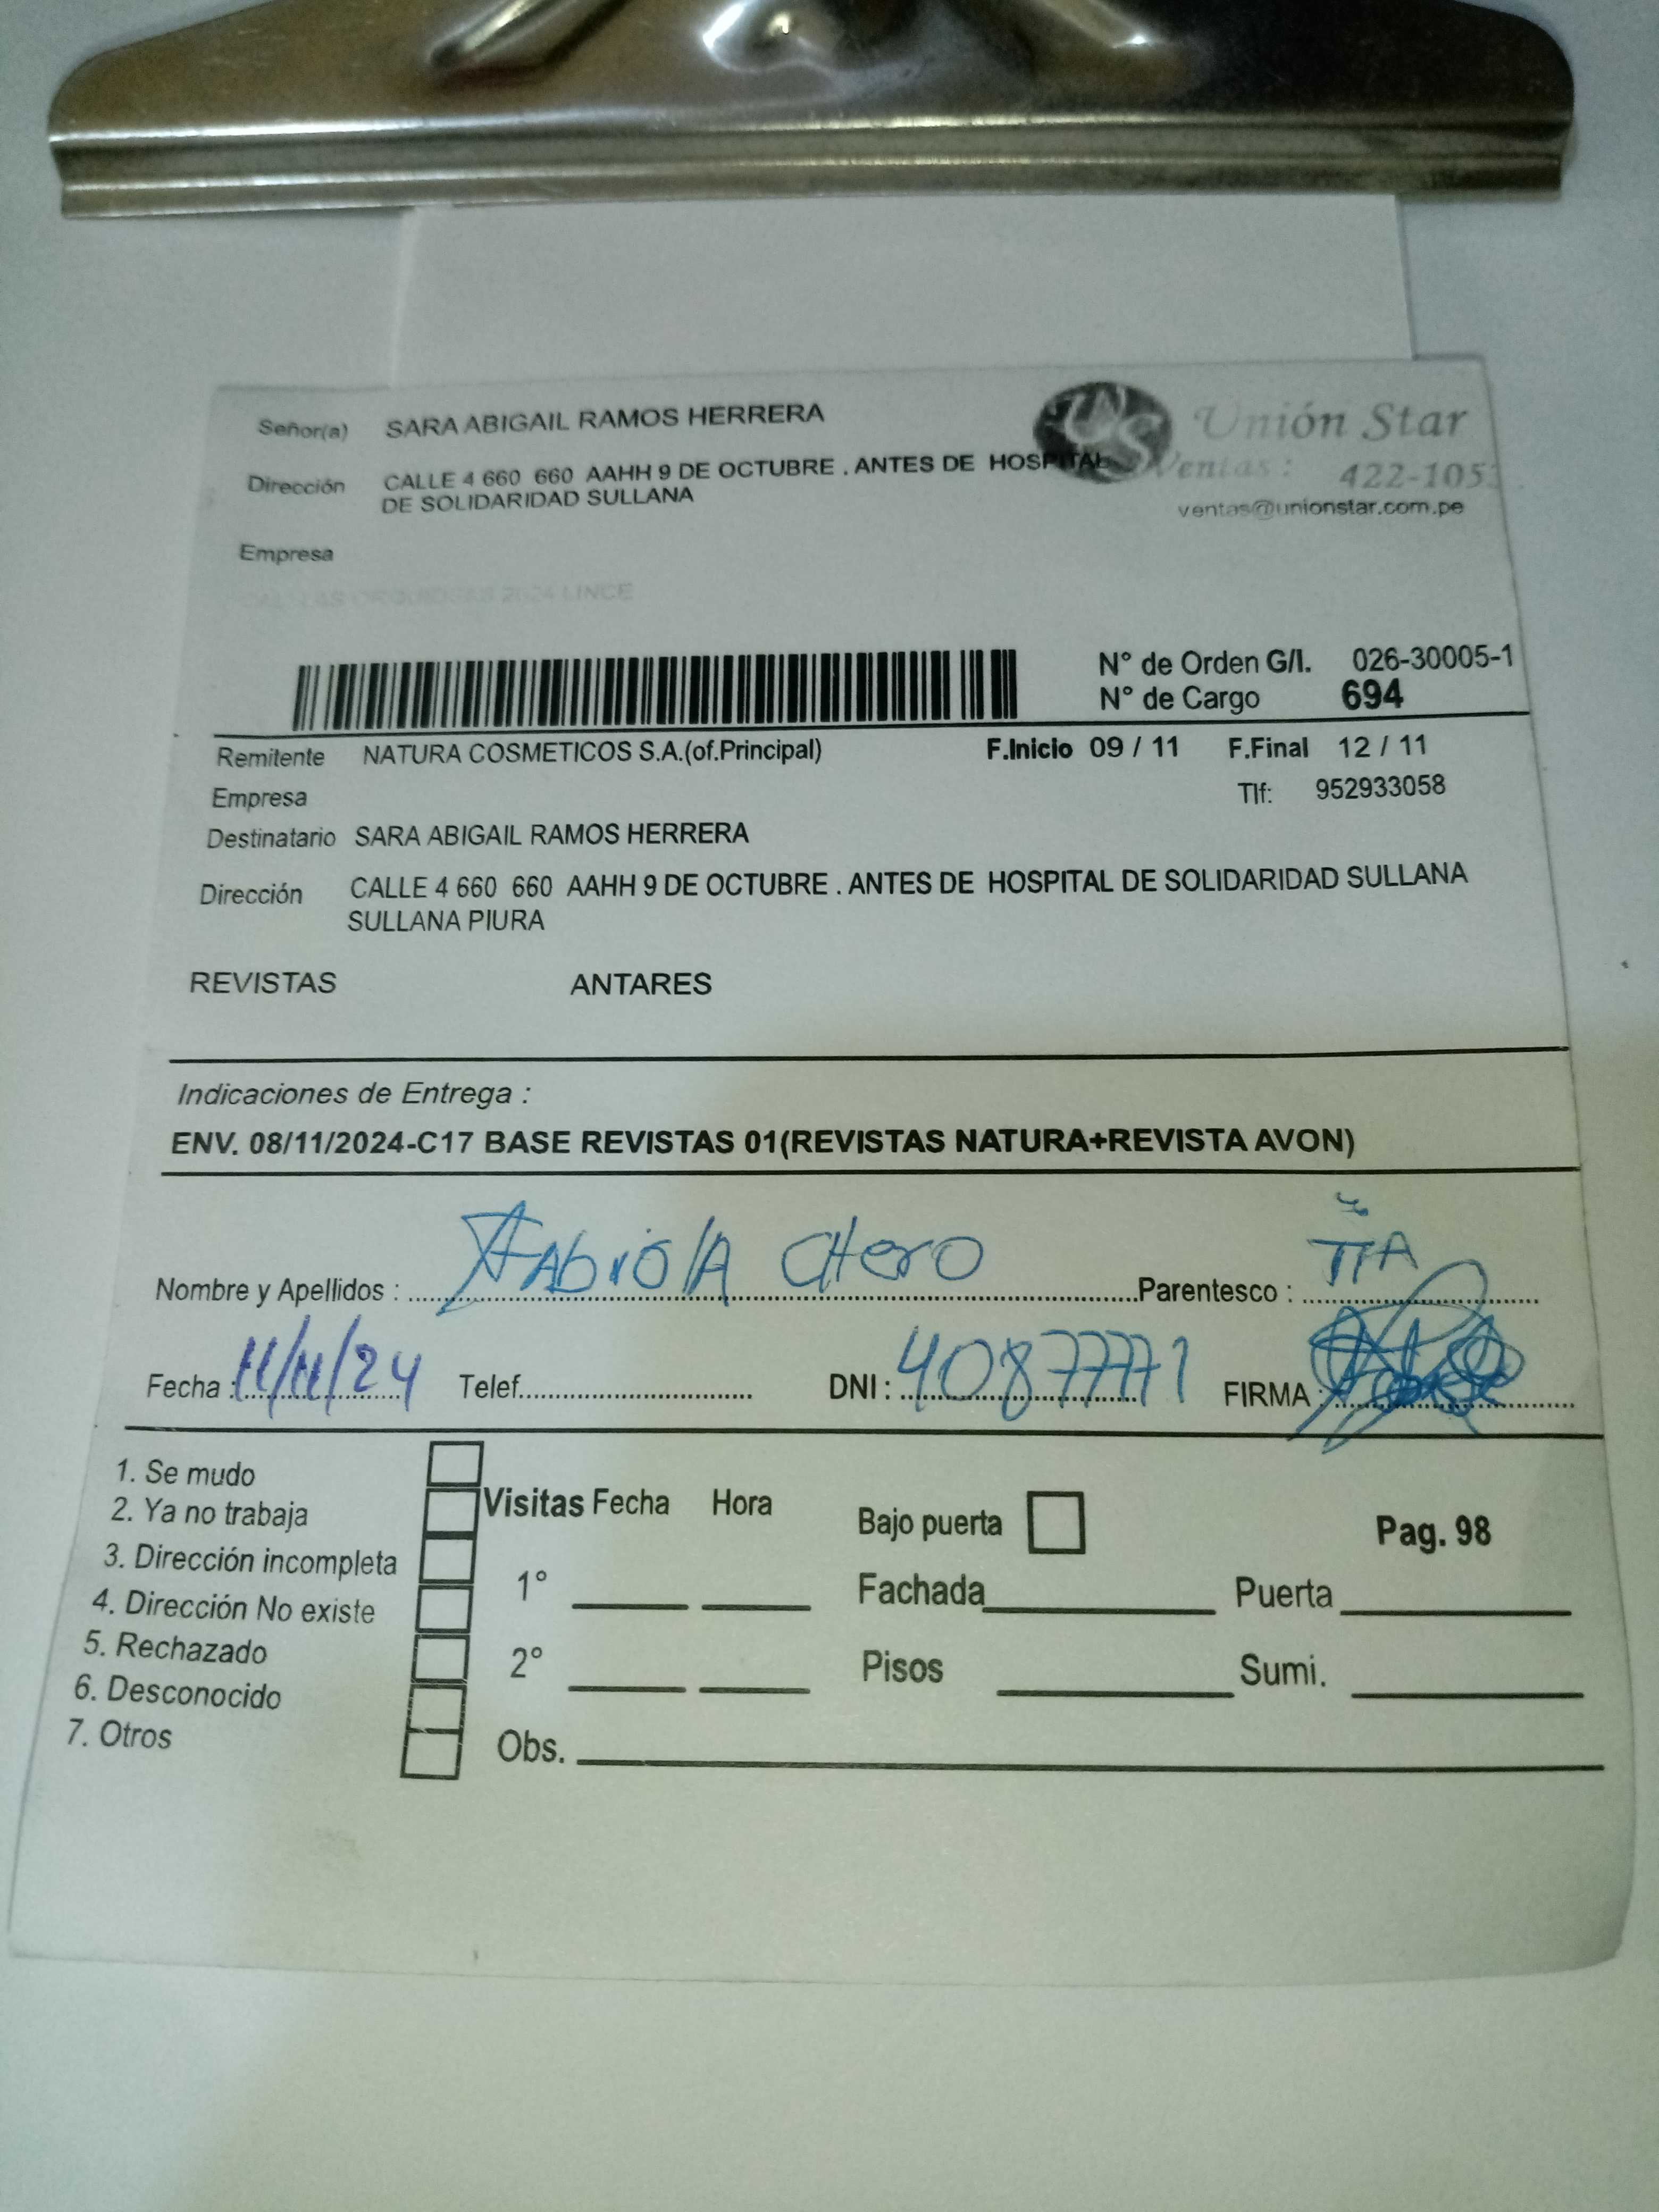 Señor(a) SARA ABIGAIL RAMOS HERRERA
Unión Star
Dirección CALLE 4 660 660 AAHH 9 DE OCTUBRE . ANTES DE HOSPITAL
DE SOLIDARIDAD SULLANA
Ventas : 422-105
ventas@unionstar.com.pe
Empresa
2024 LINCE
N° de Orden G/I. 026-30005-1
N° de Cargo 694
Remitente NATURA COSMETICOS S.A.(of.Principal) F.Inicio 09 / 11 F.Final 12 / 11
Empresa Tlf: 952933058
Destinatario SARA ABIGAIL RAMOS HERRERA
Dirección CALLE 4 660 660 AAHH 9 DE OCTUBRE . ANTES DE HOSPITAL DE SOLIDARIDAD SULLANA
SULLANA PIURA
REVISTAS ANTARES
Indicaciones de Entrega :
ENV. 08/11/2024-C17 BASE REVISTAS 01(REVISTAS NATURA+REVISTA AVON)
Nombre y Apellidos : FAbiolA CHero Parentesco : TIA
Fecha : 11/11/24 Telef. DNI : FIRMA :
1. Se mudo
2. Ya no trabaja
3. Dirección incompleta
4. Dirección No existe
5. Rechazado
6. Desconocido
7. Otros
Visitas Fecha Hora
1°
2°
Obs.
Bajo puerta Pag. 98
Fachada Puerta
Pisos Sumi.